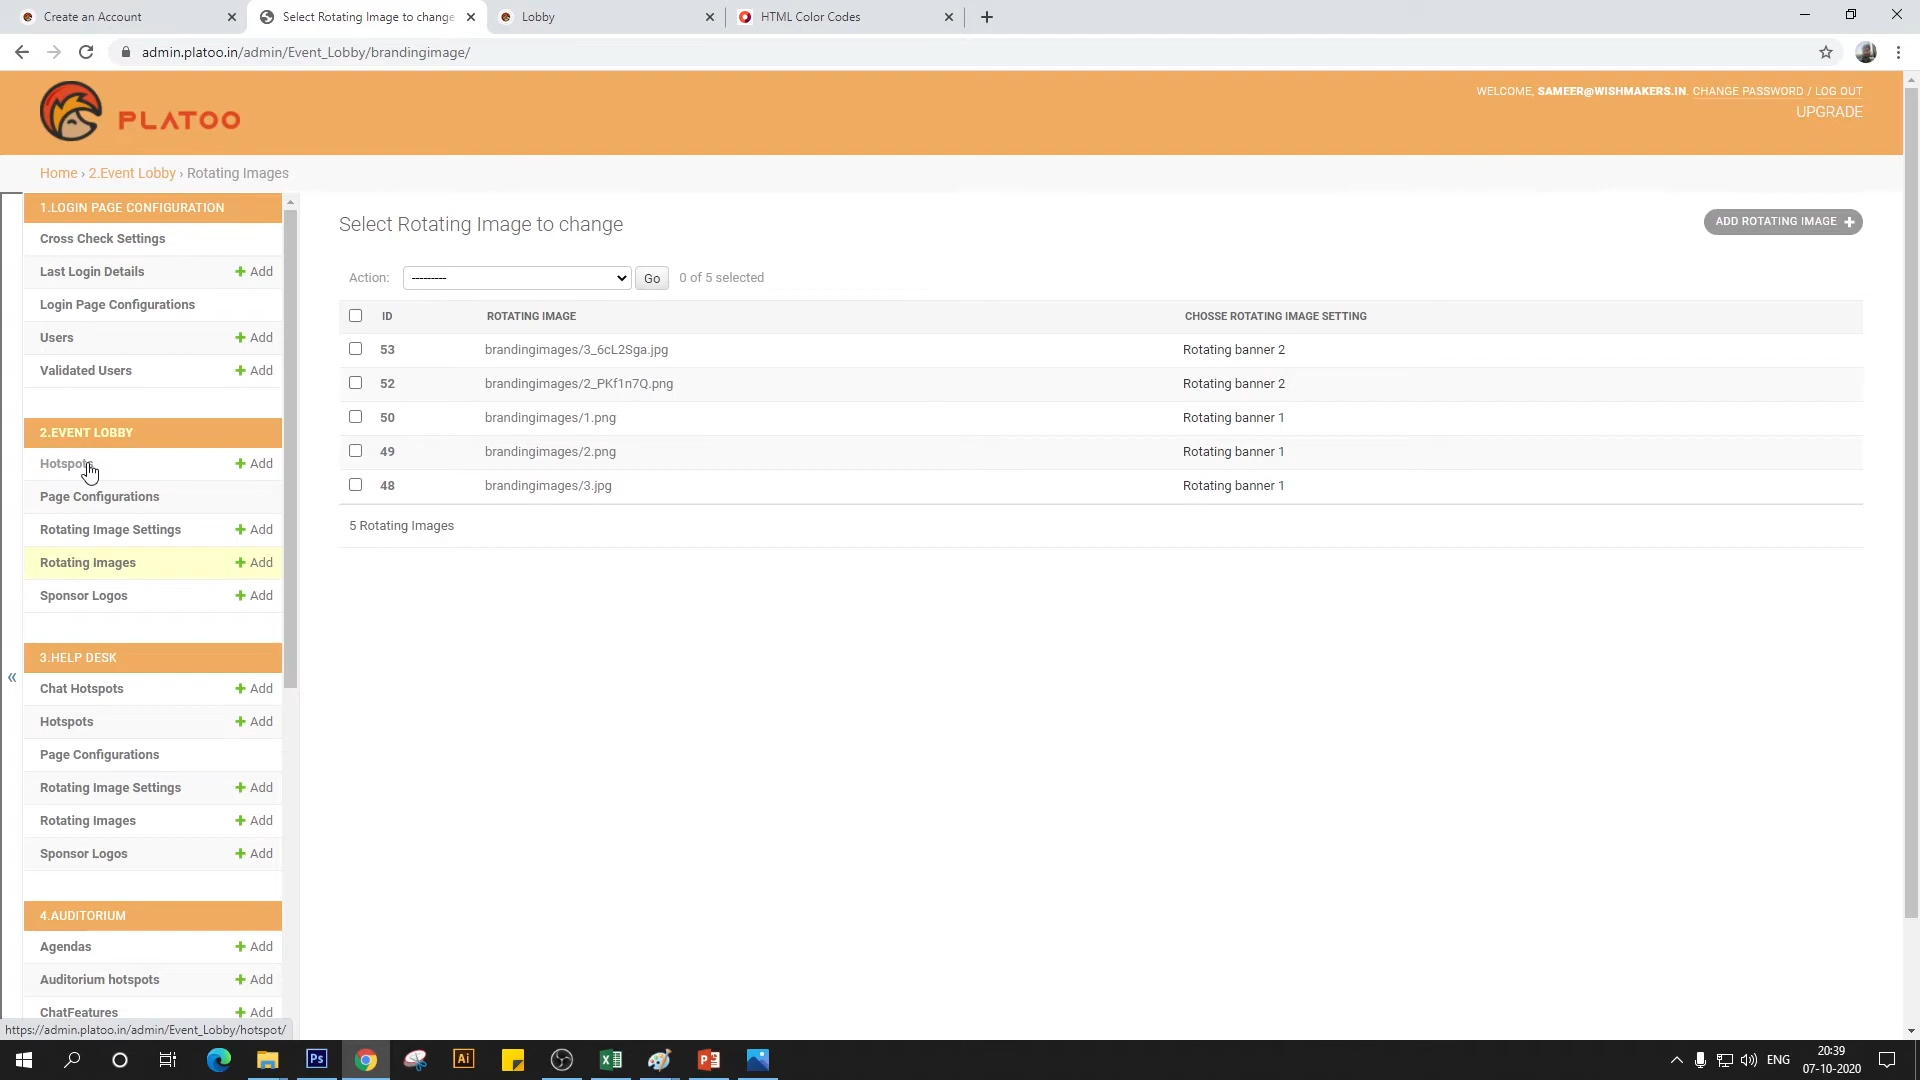 Create an Account
Select Rotating Image to change
Lobby
HTML Color Codes
admin.platoo.in/admin/Event_Lobby/brandingimage/
PLATOO
WELCOME, SAMEER@WISHMAKERS.IN. CHANGE PASSWORD / LOG OUT
UPGRADE
Home › 2.Event Lobby › Rotating Images
1.LOGIN PAGE CONFIGURATION
Cross Check Settings
Last Login Details Add
Login Page Configurations
Users Add
Validated Users Add
2.EVENT LOBBY
Hotspots Add
Page Configurations
Rotating Image Settings Add
Rotating Images Add
Sponsor Logos Add
3.HELP DESK
Chat Hotspots Add
Hotspots Add
Page Configurations
Rotating Image Settings Add
Rotating Images Add
Sponsor Logos Add
4.AUDITORIUM
Agendas Add
Auditorium hotspots Add
ChatFeatures Add
«
Select Rotating Image to change
ADD ROTATING IMAGE +
Action: --------- Go 0 of 5 selected
ID ROTATING IMAGE CHOSSE ROTATING IMAGE SETTING
53 brandingimages/3_6cL2Sga.jpg Rotating banner 2
52 brandingimages/2_PKf1n7Q.png Rotating banner 2
50 brandingimages/1.png Rotating banner 1
49 brandingimages/2.png Rotating banner 1
48 brandingimages/3.jpg Rotating banner 1
5 Rotating Images
https://admin.platoo.in/admin/Event_Lobby/hotspot/
Ps
Ai
ENG
20:39
07-10-2020